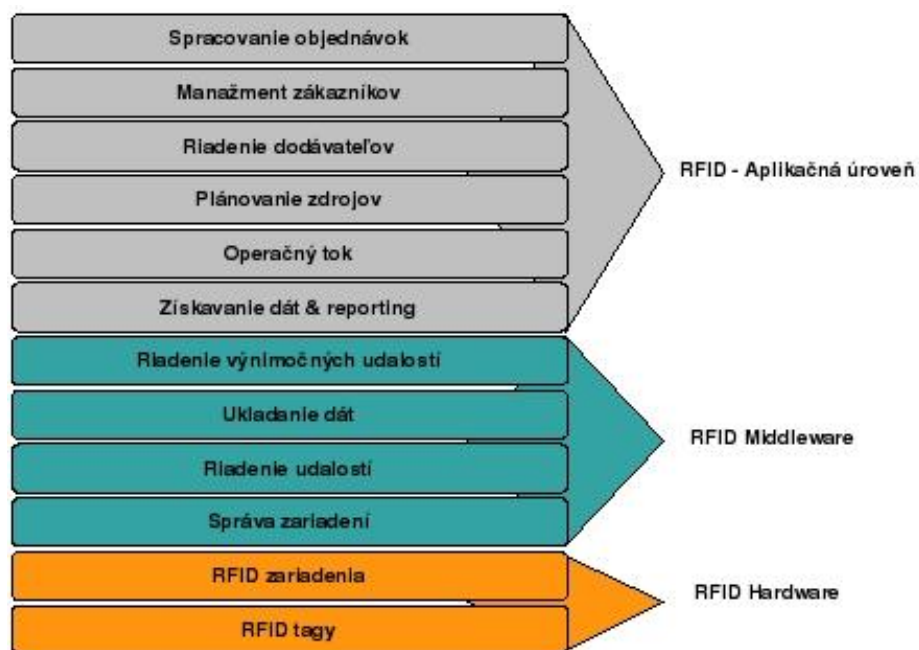 Spracovanie objednávok
Manažment zákazníkov
Riadenie dodávateľov
RFID - Aplikačná úroveň
Plánovanie zdrojov
Operačný tok
Získavanie dát & reporting
Riadenie výnimočných udalostí
Ukladanie dát
RFID Middleware
Riadenie udalostí
Správa zariadení
RFID zariadenia
RFID Hardware
RFID tagy